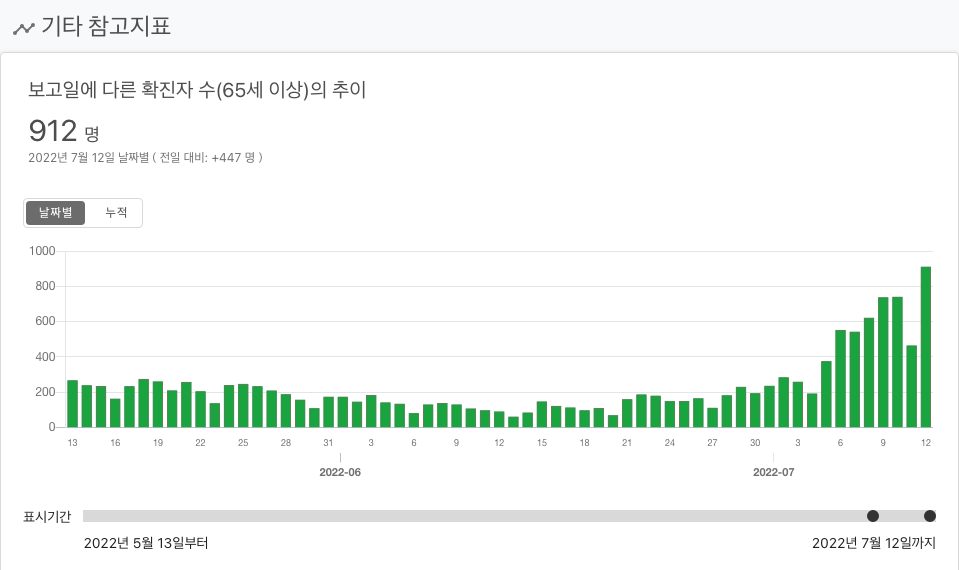 기타 참고지표
보고일에 다른 확진자 수(65세 이상)의 추이
912 명
2022년 7월 12일 날짜별 ( 전일 대비: +447 명 )
날짜별 누적
1000
800
600
400
200
0
13 16 19 22 25 28 31 3 6 9 12 15 18 21 24 27 30 3 6 9 12
2022-06 2022-07
표시기간
2022년 5월 13일부터 2022년 7월 12일까지